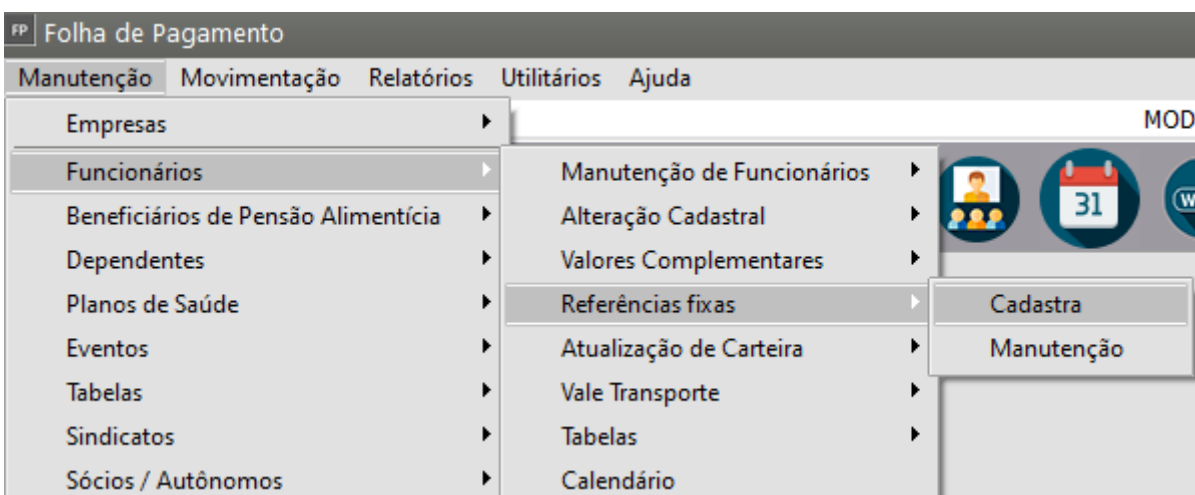 FP Folha de Pagamento
Manutenção Movimentação Relatórios Utilitários Ajuda
Empresas
MOD
Funcionários
Beneficiários de Pensão Alimentícia
Dependentes
Planos de Saúde
Eventos
Tabelas
Sindicatos
Sócios / Autônomos
Manutenção de Funcionários
Alteração Cadastral
Valores Complementares
Referências fixas
Atualização de Carteira
Vale Transporte
Tabelas
Calendário
Cadastra
Manutenção
31
W